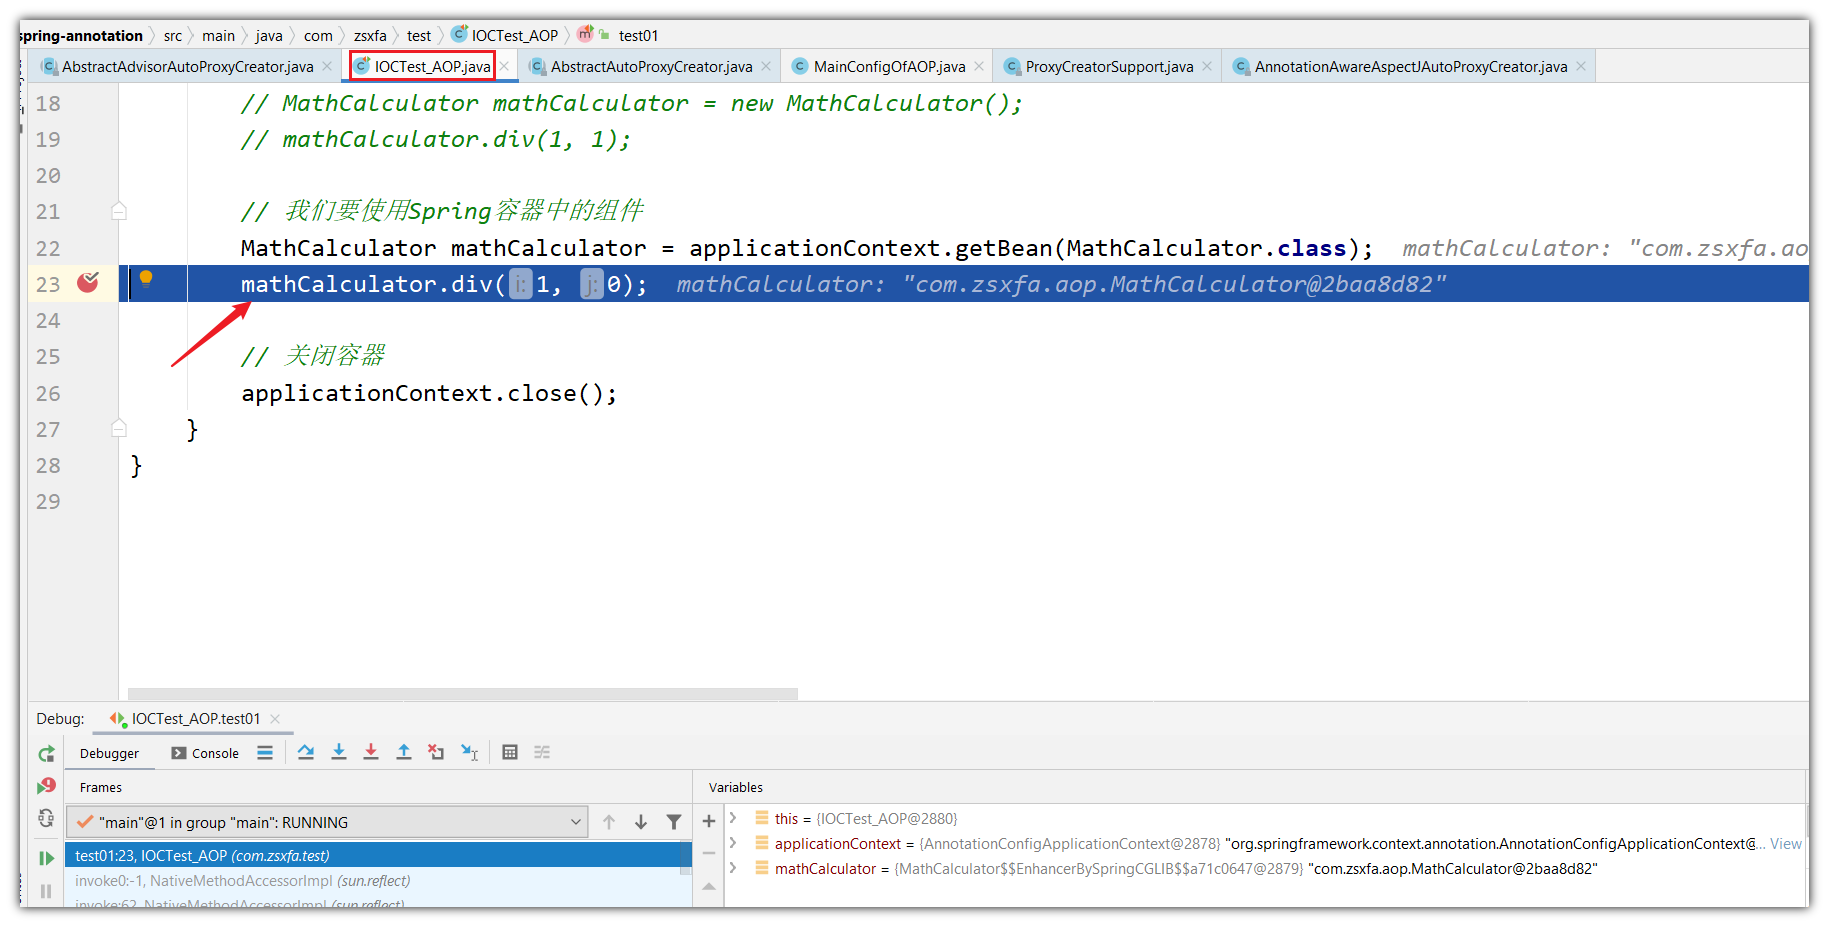 spring-annotation 〉 src 〉 main 〉 java 〉 com 〉 zsxfa 〉 test 〉 IOCTest_AOP 〉 test01
AbstractAdvisorAutoProxyCreator.java × IOCTest_AOP.java × AbstractAutoProxyCreator.java × MainConfigOfAOP.java × ProxyCreatorSupport.java × AnnotationAwareAspectJAutoProxyCreator.java ×
18 // MathCalculator mathCalculator = new MathCalculator();
19 // mathCalculator.div(1, 1);
20
21 // 我们要使用Spring容器中的组件
22 MathCalculator mathCalculator = applicationContext.getBean(MathCalculator.class); mathCalculator: "com.zsxfa.ao
23 mathCalculator.div( i: 1, j: 0); mathCalculator: "com.zsxfa.aop.MathCalculator@2baa8d82"
24
25 // 关闭容器
26 applicationContext.close();
27 }
28 }
29
Debug: IOCTest_AOP.test01 ×
Debugger Console
Frames
Variables
"main"@1 in group "main": RUNNING
test01:23, IOCTest_AOP (com.zsxfa.test)
invoke0:-1, NativeMethodAccessorImpl (sun.reflect)
invoke:62, NativeMethodAccessorImpl (sun.reflect)
this = {IOCTest_AOP@2880}
applicationContext = {AnnotationConfigApplicationContext@2878} "org.springframework.context.annotation.AnnotationConfigApplicationContext@... View
mathCalculator = {MathCalculator$$EnhancerBySpringCGLIB$$a71c0647@2879} "com.zsxfa.aop.MathCalculator@2baa8d82"